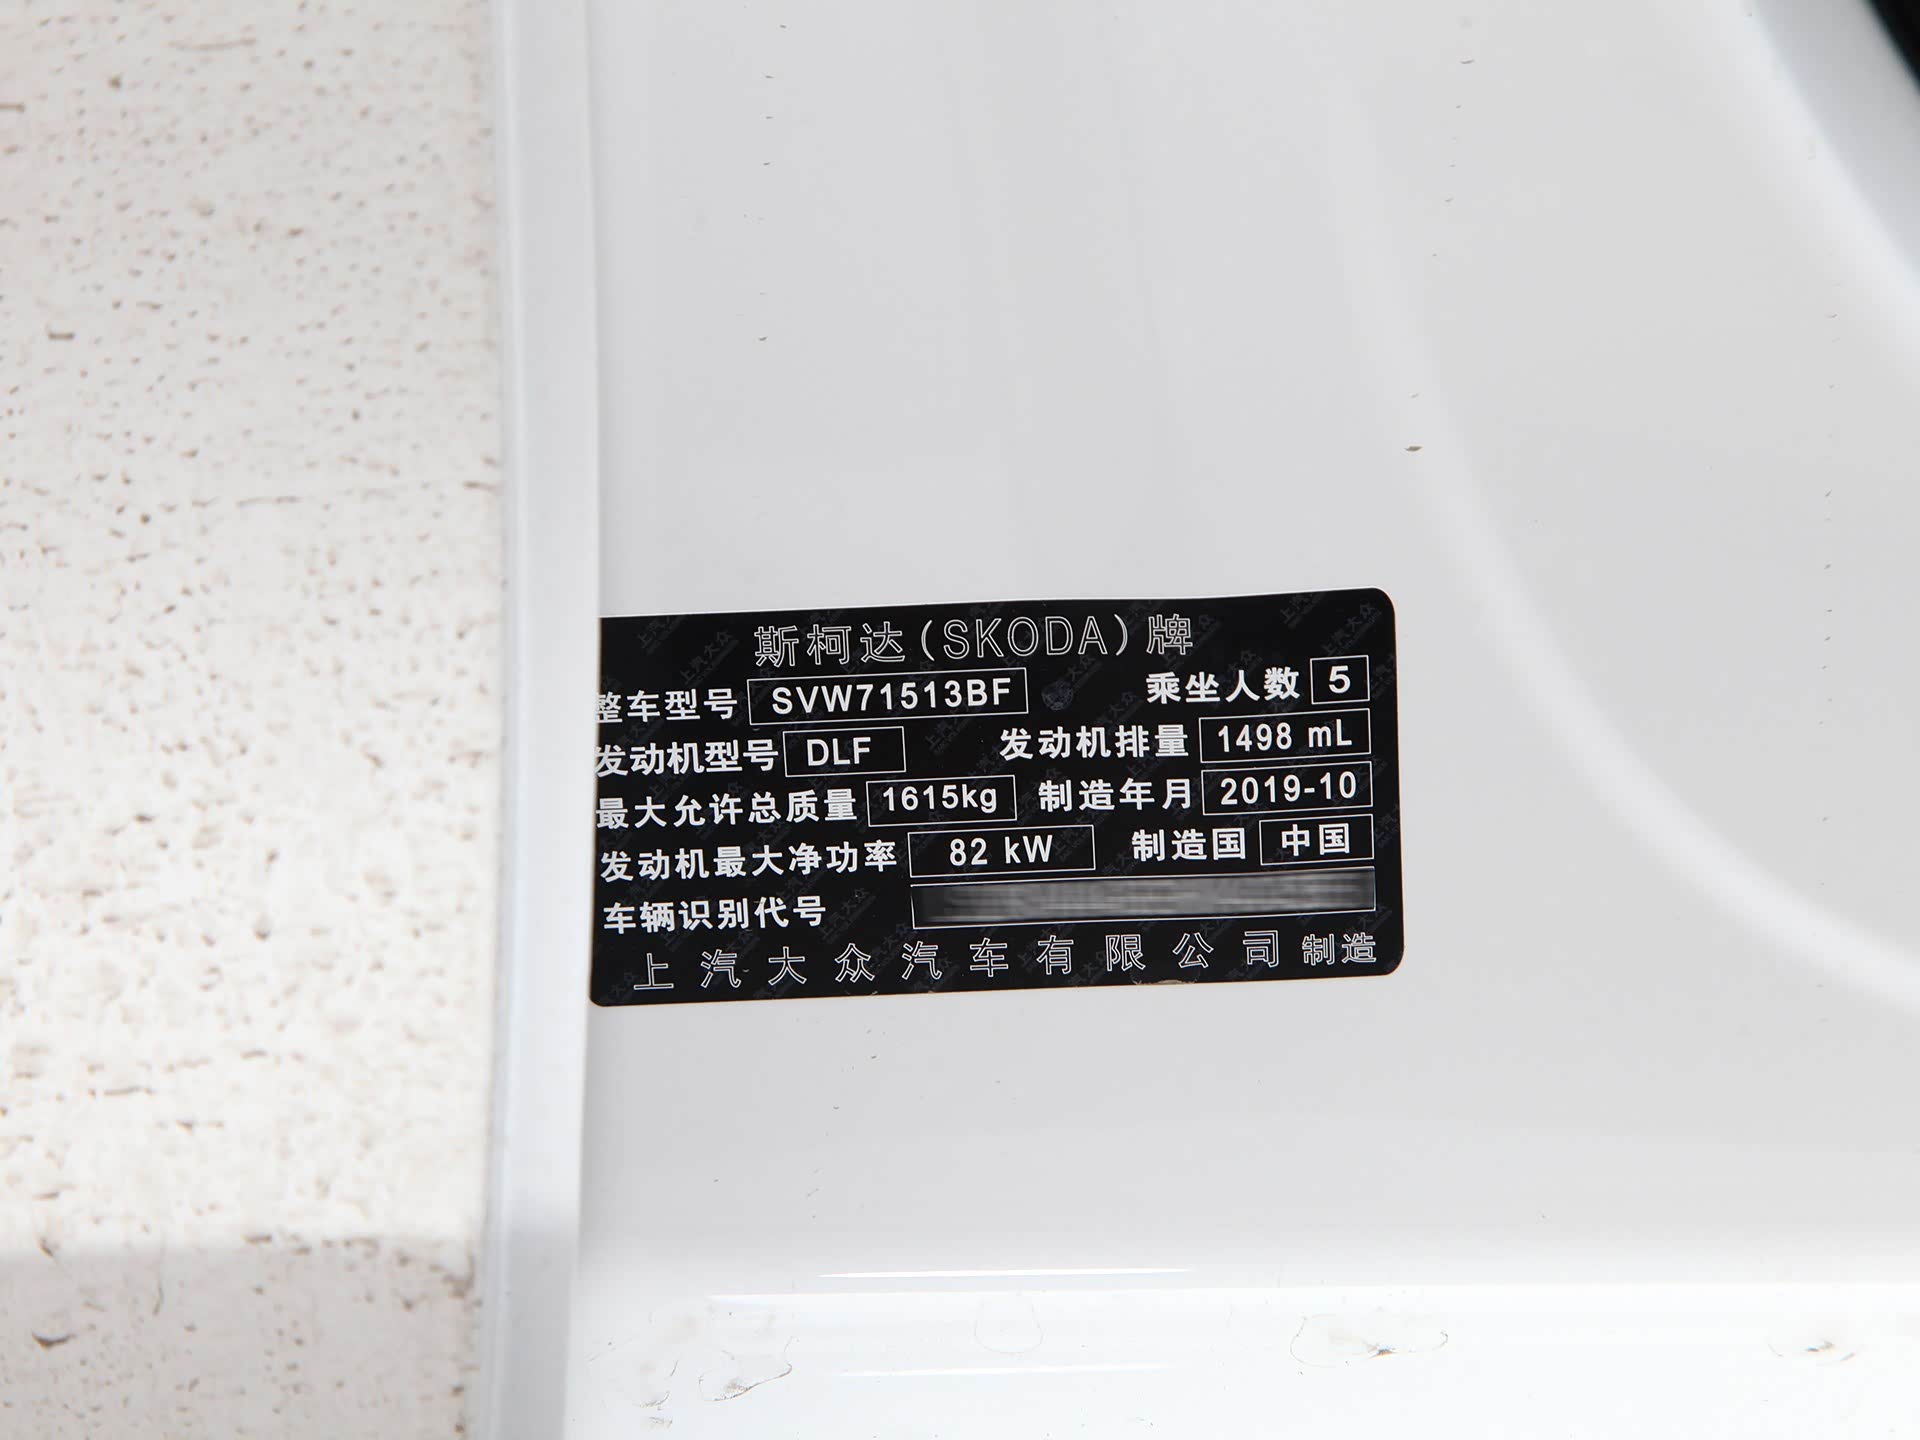 斯柯达(SKODA)牌
整车型号 SVW71513BF 乘坐人数 5
发动机型号 DLF 发动机排量 1498 mL
最大允许总质量 1615kg 制造年月 2019-10
发动机最大净功率 82 kW 制造国 中国
车辆识别代号
上汽大众汽车有限公司制造